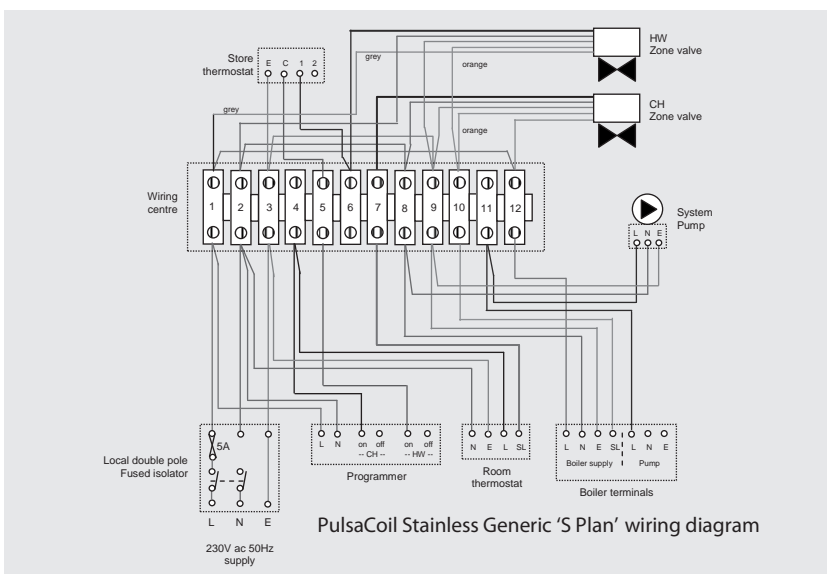 HW
Zone valve
grey
orange
Store
thermostat
E C 1 2
CH
Zone valve
grey
orange
Wiring
centre
1 2 3 4 5 6 7 8 9 10 11 12
System
Pump
L N E
5A
Local double pole
Fused isolator
L N E
230V ac 50Hz
supply
L N on off on off
-- CH -- -- HW --
Programmer
N E L SL
Room
thermostat
L N E SL L N E
Boiler supply Pump
Boiler terminals
PulsaCoil Stainless Generic ‘S Plan’ wiring diagram